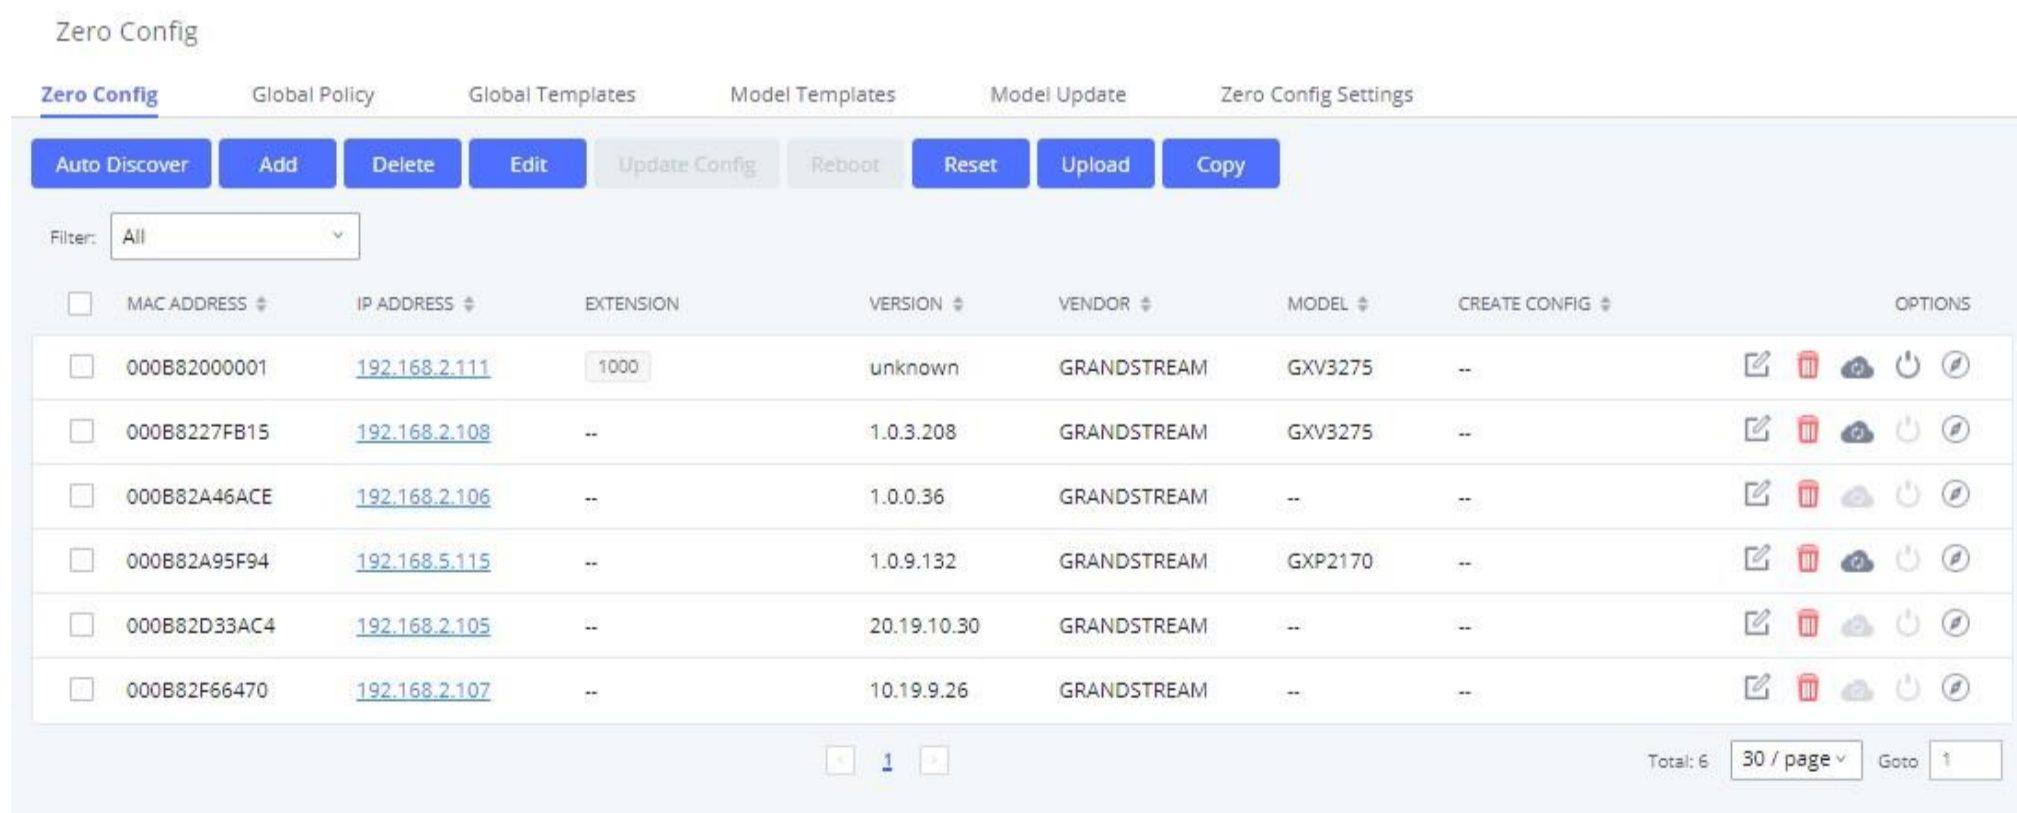 Zero Config
Zero Config Global Policy Global Templates Model Templates Model Update Zero Config Settings
Auto Discover Add Delete Edit Update Config Reboot Reset Upload Copy
Filter: All
MAC ADDRESS IP ADDRESS EXTENSION VERSION VENDOR MODEL CREATE CONFIG OPTIONS
000B82000001 192.168.2.111 1000 unknown GRANDSTREAM GXV3275 --
000B8227FB15 192.168.2.108 -- 1.0.3.208 GRANDSTREAM GXV3275 --
000B82A46ACE 192.168.2.106 -- 1.0.0.36 GRANDSTREAM -- --
000B82A95F94 192.168.5.115 -- 1.0.9.132 GRANDSTREAM GXP2170 --
000B82D33AC4 192.168.2.105 -- 20.19.10.30 GRANDSTREAM -- --
000B82F66470 192.168.2.107 -- 10.19.9.26 GRANDSTREAM -- --
< 1 > Total: 6 30 / page Goto 1